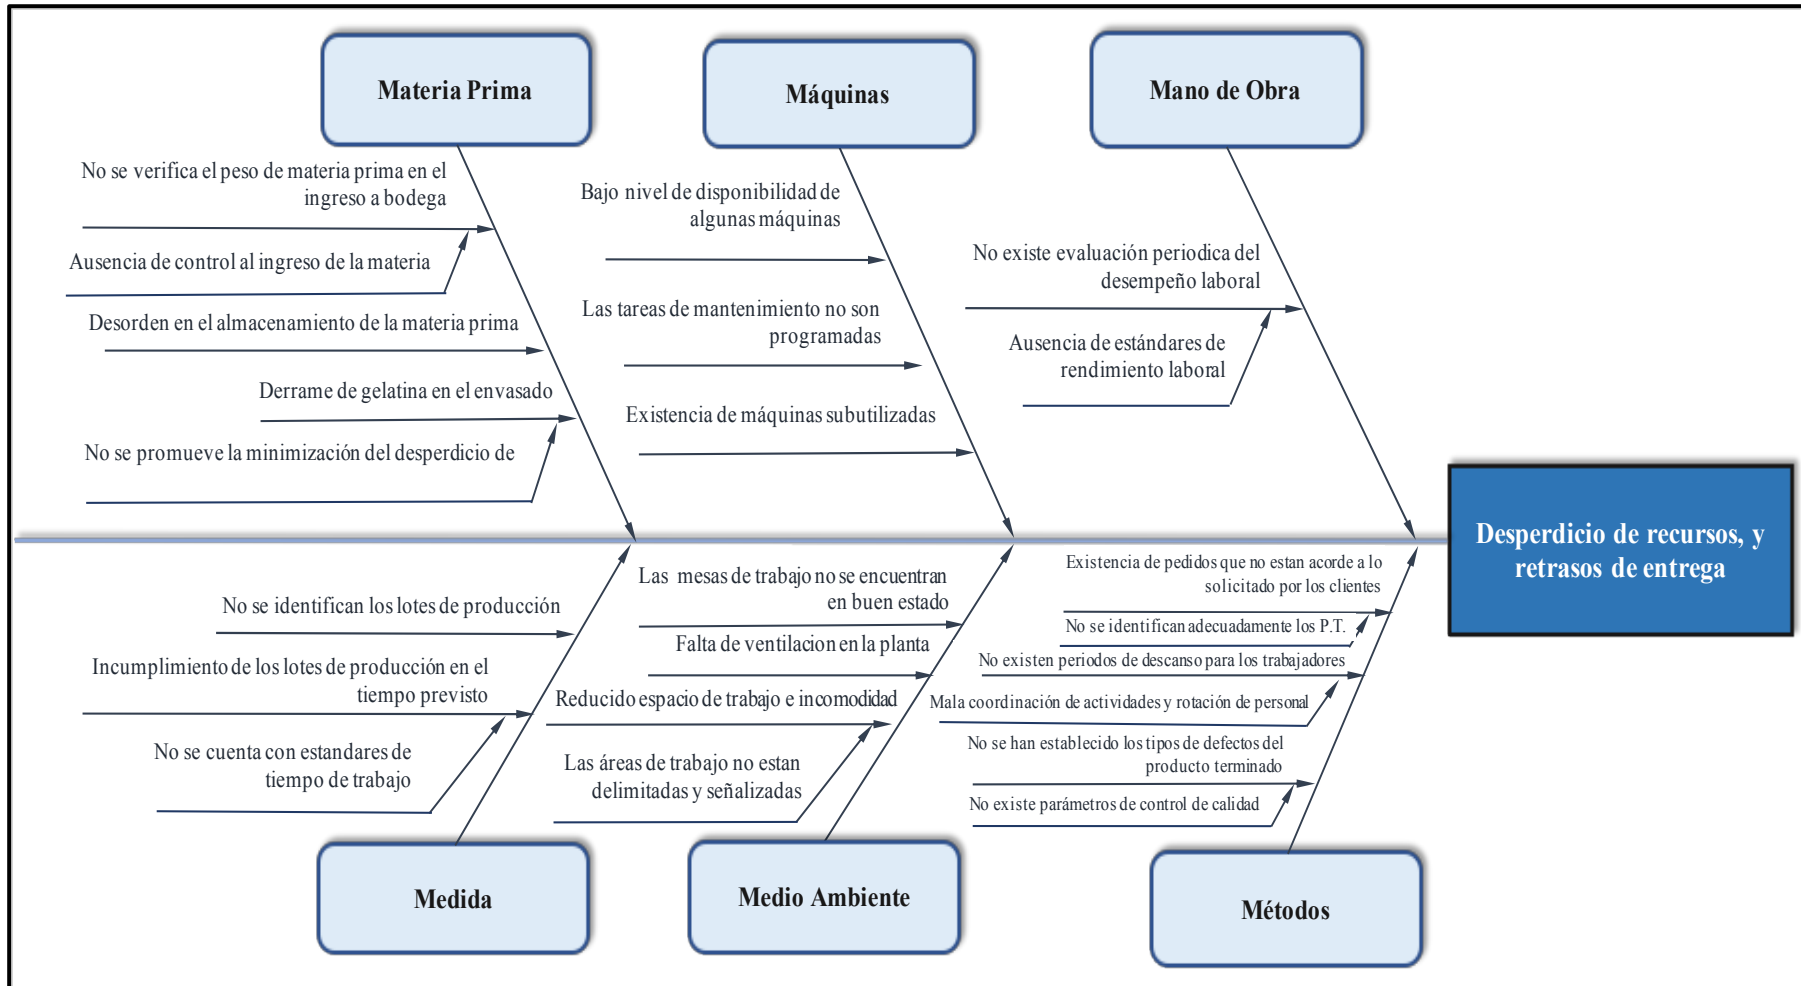 Materia Prima
Máquinas
Mano de Obra
No se verifica el peso de materia prima en el
ingreso a bodega
Ausencia de control al ingreso de la materia
Desorden en el almacenamiento de la materia prima
Derrame de gelatina en el envasado
No se promueve la minimización del desperdicio de
Bajo nivel de disponibilidad de
algunas máquinas
Las tareas de mantenimiento no son
programadas
Existencia de máquinas subutilizadas
No existe evaluación periodica del
desempeño laboral
Ausencia de estándares de
rendimiento laboral
Desperdicio de recursos, y
retrasos de entrega
No se identifican los lotes de producción
Incumplimiento de los lotes de producción en el
tiempo previsto
No se cuenta con estandares de
tiempo de trabajo
Las mesas de trabajo no se encuentran
en buen estado
Falta de ventilacion en la planta
Reducido espacio de trabajo e incomodidad
Las áreas de trabajo no estan
delimitadas y señalizadas
Existencia de pedidos que no estan acorde a lo
solicitado por los clientes
No se identifican adecuadamente los P.T.
No existen periodos de descanso para los trabajadores
Mala coordinación de actividades y rotación de personal
No se han establecido los tipos de defectos del
producto terminado
No existe parámetros de control de calidad
Medida
Medio Ambiente
Métodos